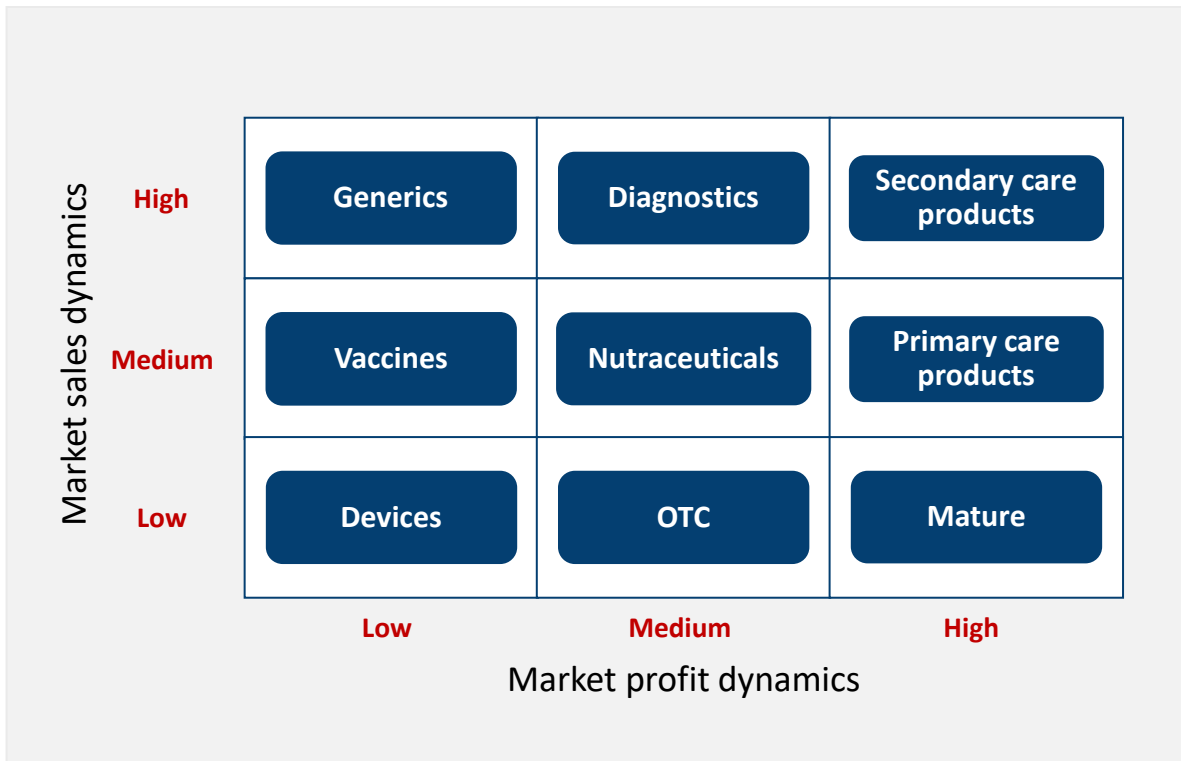 Market sales dynamics
High
Generics
Diagnostics
Secondary care
products
Medium
Vaccines
Nutraceuticals
Primary care
products
Low
Devices
OTC
Mature
Low
Medium
High
Market profit dynamics